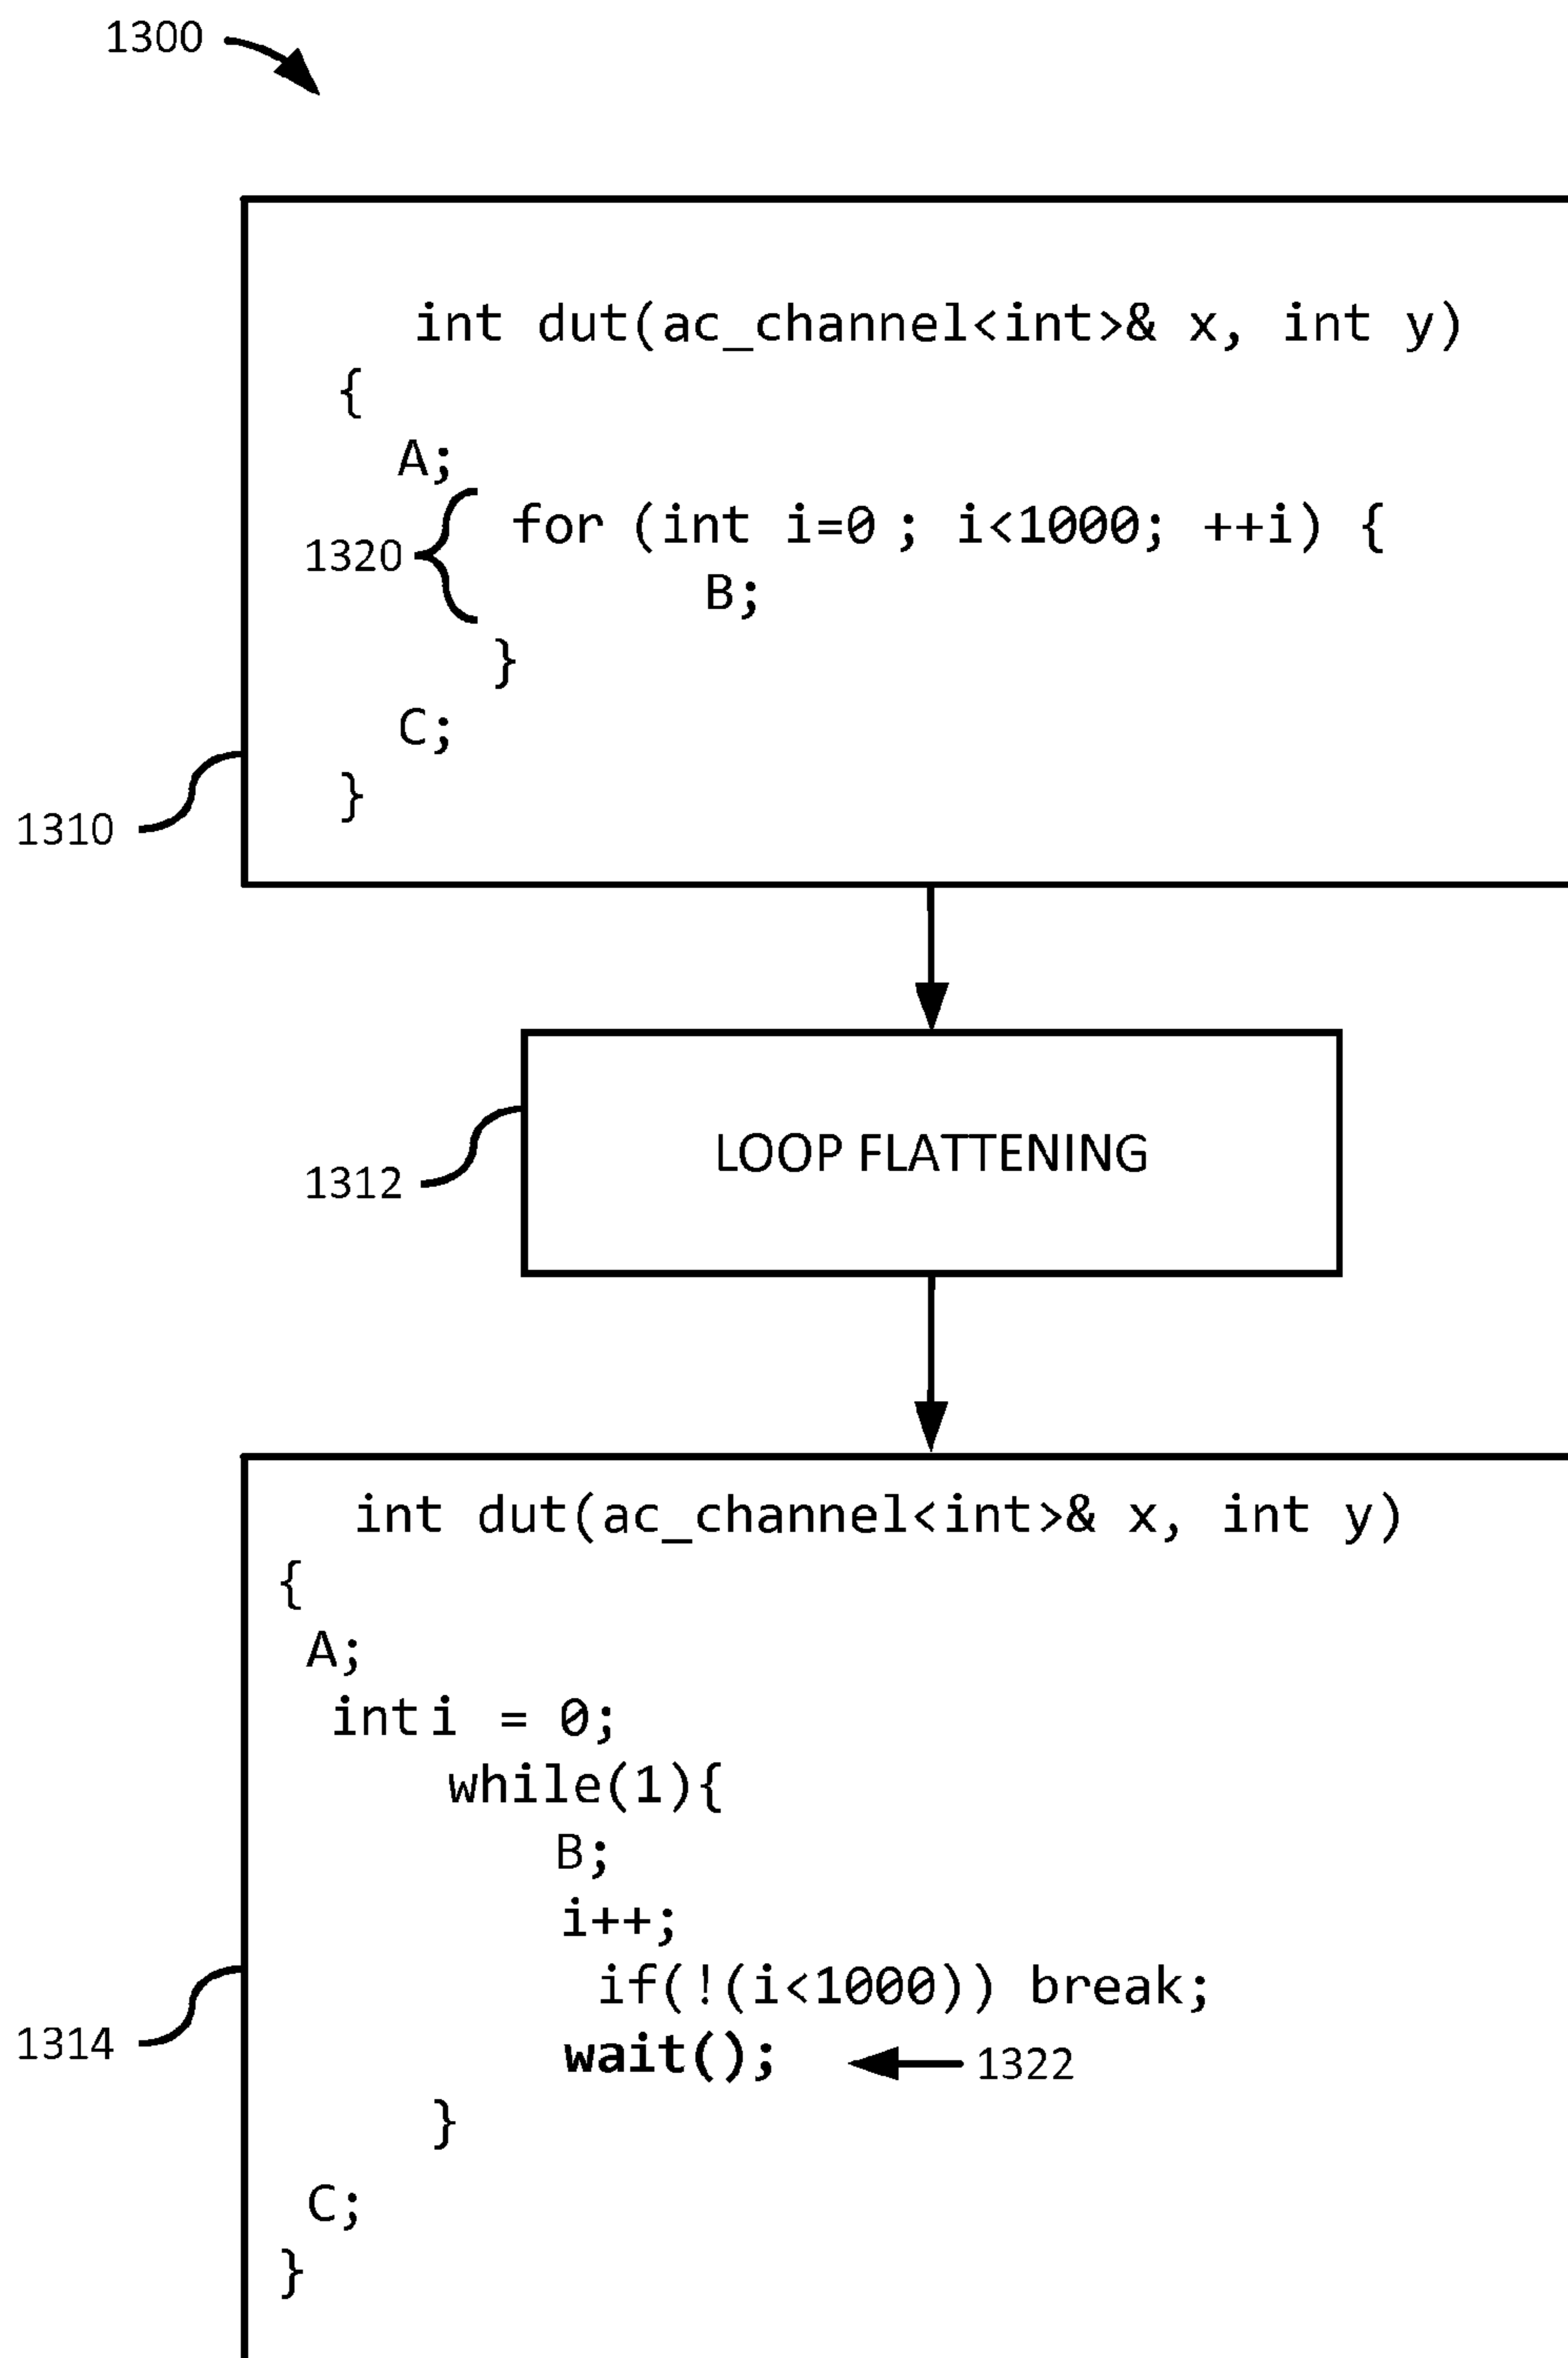 1300
int dut(ac_channel<int>& x, int y)
{
A;
for (int i=0 ; i<1000; ++i) {
1320
B;
}
C;
}
1310
LOOP FLATTENING
1312
int dut(ac_channel<int>& x, int y)
{
A;
int i = 0;
while(1){
B;
i++;
if(!(i<1000)) break;
1314
wait(); 1322
}
C;
}